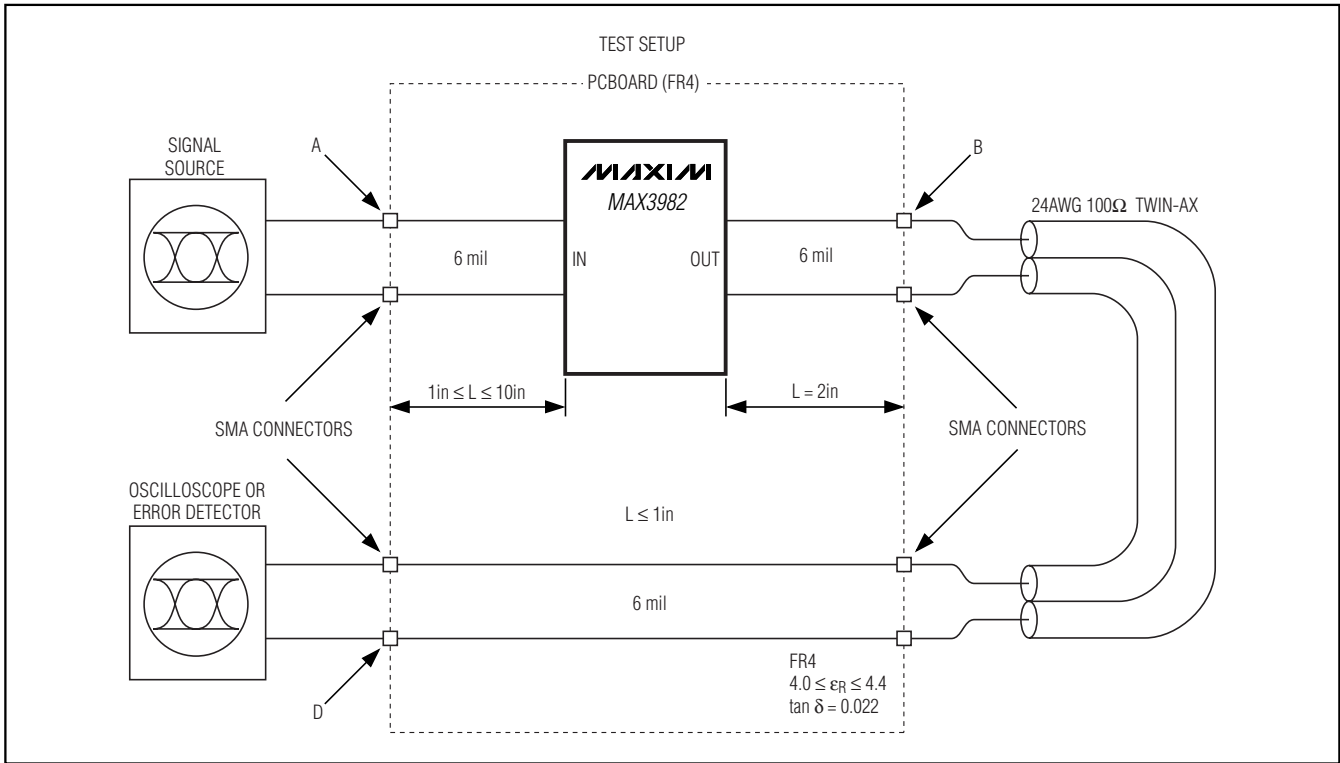 TEST SETUP
PCBOARD (FR4)
SIGNAL
SOURCE
A
B
MAXIM
MAX3982
24AWG 100Ω TWIN-AX
6 mil
IN
OUT
6 mil
1in ≤ L ≤ 10in
L = 2in
SMA CONNECTORS
SMA CONNECTORS
OSCILLOSCOPE OR
ERROR DETECTOR
L ≤ 1in
6 mil
FR4
4.0 ≤ εR ≤ 4.4
tan δ = 0.022
D